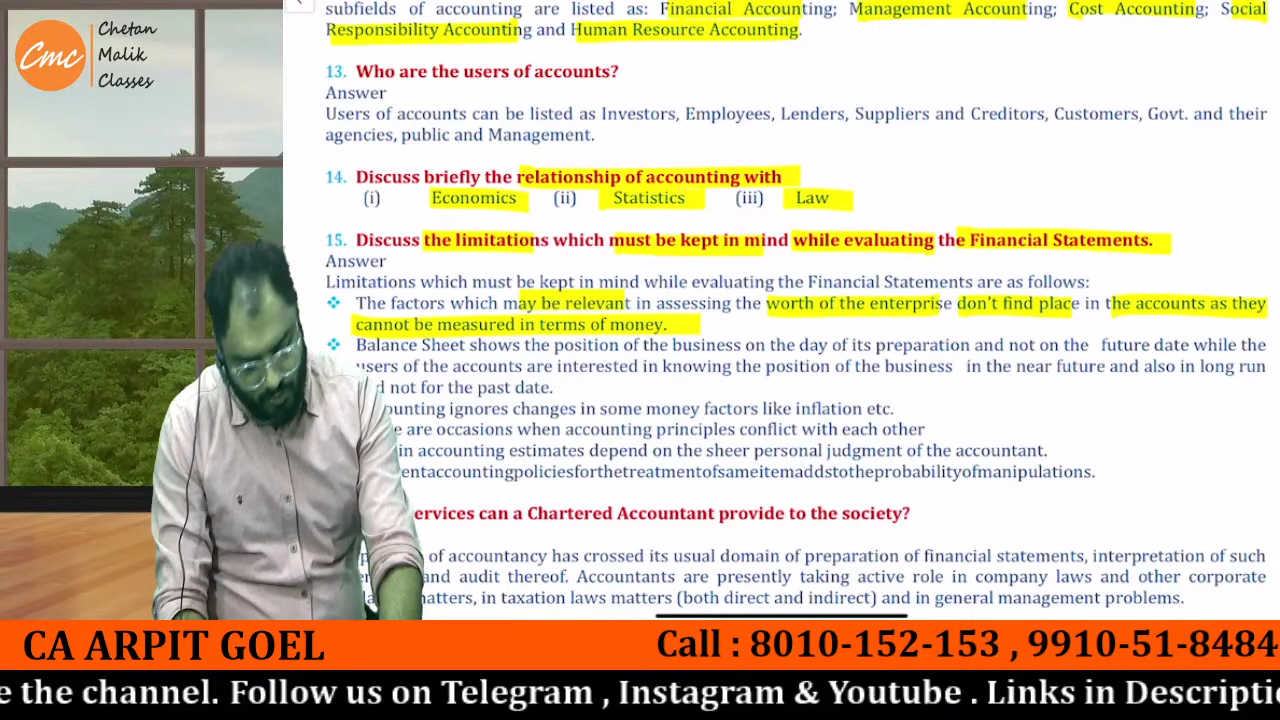 Cmc
Chetan
Malik
Classes
subfields of accounting are listed as: Financial Accounting; Management Accounting; Cost Accounting; Social
Responsibility Accounting and Human Resource Accounting.
13. Who are the users of accounts?
Answer
Users of accounts can be listed as Investors, Employees, Lenders, Suppliers and Creditors, Customers, Govt. and their
agencies, public and Management.
14. Discuss briefly the relationship of accounting with
(i) Economics (ii) Statistics (iii) Law
15. Discuss the limitations which must be kept in mind while evaluating the Financial Statements.
Answer
Limitations which must be kept in mind while evaluating the Financial Statements are as follows:
❖ The factors which may be relevant in assessing the worth of the enterprise don't find place in the accounts as they
cannot be measured in terms of money.
❖ Balance Sheet shows the position of the business on the day of its preparation and not on the future date while the
users of the accounts are interested in knowing the position of the business in the near future and also in long run
d not for the past date.
ounting ignores changes in some money factors like inflation etc.
e are occasions when accounting principles conflict with each other
in accounting estimates depend on the sheer personal judgment of the accountant.
entaccountingpoliciesforthetreatmentofsameitemaddstotheprobabilityofmanipulations.
ervices can a Chartered Accountant provide to the society?
of accountancy has crossed its usual domain of preparation of financial statements, interpretation of such
and audit thereof. Accountants are presently taking active role in company laws and other corporate
matters, in taxation laws matters (both direct and indirect) and in general management problems.
CA ARPIT GOEL
Call : 8010-152-153 , 9910-51-8484
e the channel. Follow us on Telegram , Instagram & Youtube . Links in Descriptio